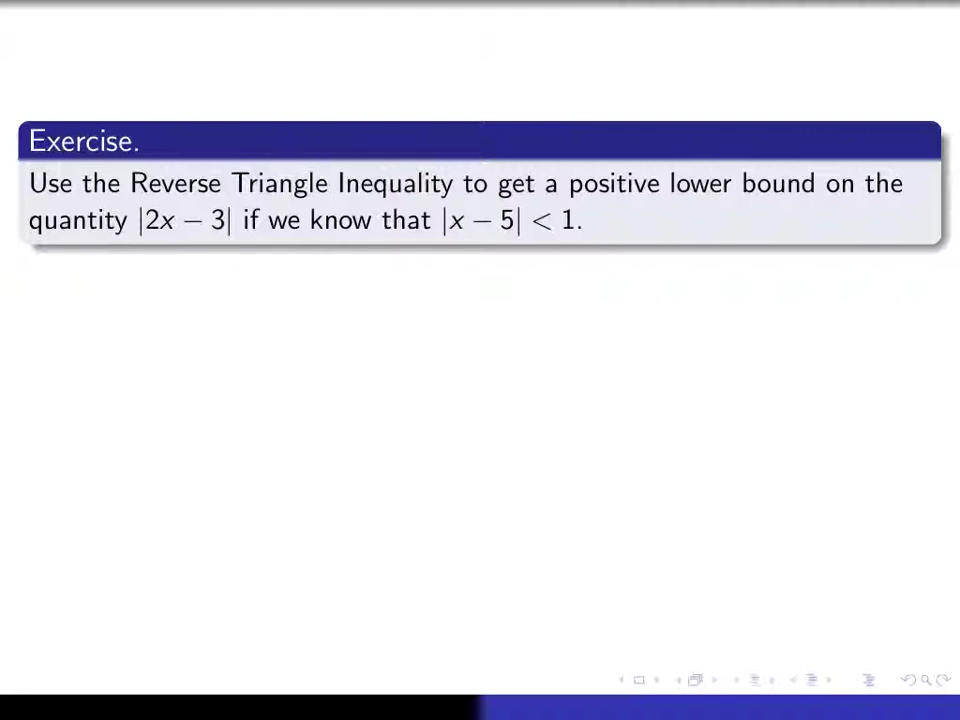 Exercise.
Use the Reverse Triangle Inequality to get a positive lower bound on the
quantity |2x − 3| if we know that |x − 5| < 1.